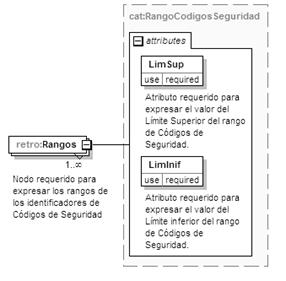 cat:RangoCodigosSeguridad
attributes
LimSup
use required
Atributo requerido para
expresar el valor del
Límite Superior del rango
de Códigos de
Seguridad.
retro:Rangos
1..∞
Nodo requerido para
expresar los rangos de
los identificadores de
Códigos de Seguridad
LimInif
use required
Atributo requerido para
expresar el valor del
Límite inferior del rango
de Códigos de
Seguridad.